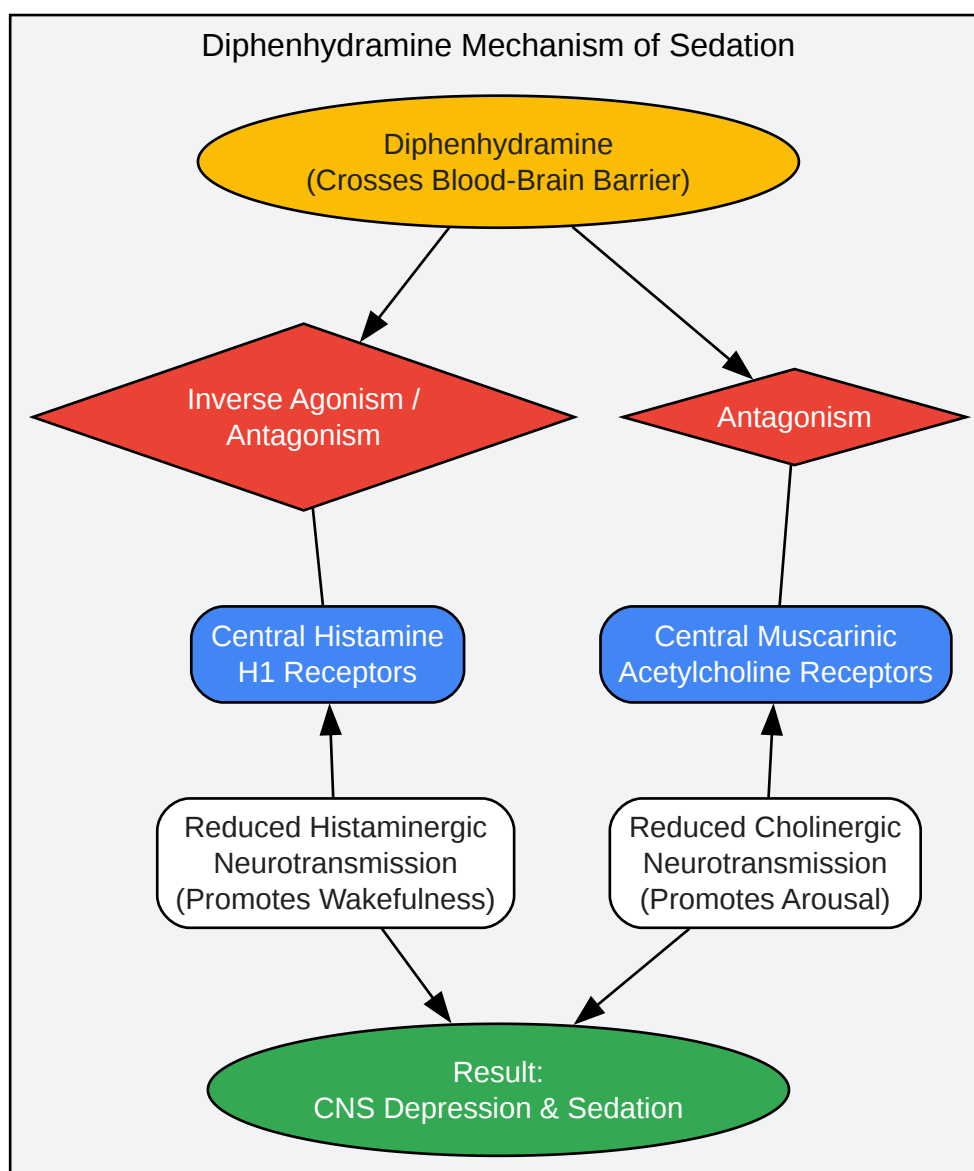 Diphenhydramine Mechanism of Sedation
Diphenhydramine
(Crosses Blood-Brain Barrier)
Inverse Agonism /
Antagonism
Antagonism
Central Histamine
H1 Receptors
Central Muscarinic
Acetylcholine Receptors
Reduced Histaminergic
Neurotransmission
(Promotes Wakefulness)
Reduced Cholinergic
Neurotransmission
(Promotes Arousal)
Result:
CNS Depression & Sedation